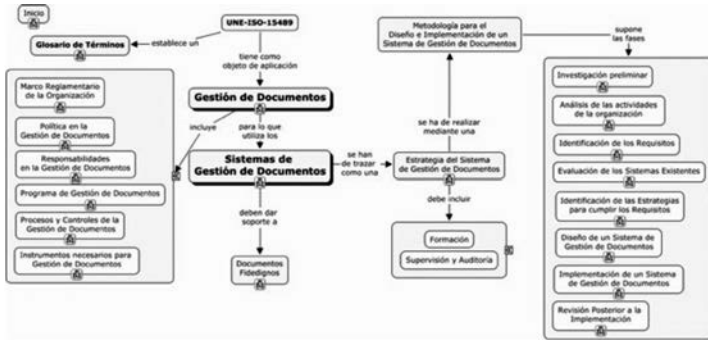 Inicio
UNE-ISO-15489
Glosario de Términos
establece un
tiene como
objeto de aplicación
Gestión de Documentos
incluye
para lo que
utiliza los
Sistemas de
Gestión de Documentos
deben dar
soporte a
Documentos
Fidedignos
Marco Reglamentario
de la Organización
Política en la
Gestión de Documentos
Responsabilidades
en la Gestión de Documentos
Programa de Gestión de Documentos
Procesos y Controles de la
Gestión de Documentos
Instrumentos necesarios para
Gestión de Documentos
se han
de trazar
como una
Estrategia del Sistema
de Gestión de Documentos
se ha de realizar
mediante una
Metodología para el
Diseño e Implementación de un
Sistema de Gestión de Documentos
debe incluir
Formación
Supervisión y Auditoría
supone
las fases
Investigación preliminar
Análisis de las actividades
de la organización
Identificación de los Requisitos
Evaluación de los Sistemas Existentes
Identificación de las Estrategias
para cumplir los Requisitos
Diseño de un Sistema de
Gestión de Documentos
Implementación de un Sistema
de Gestión de Documentos
Revisión Posterior a la
Implementación